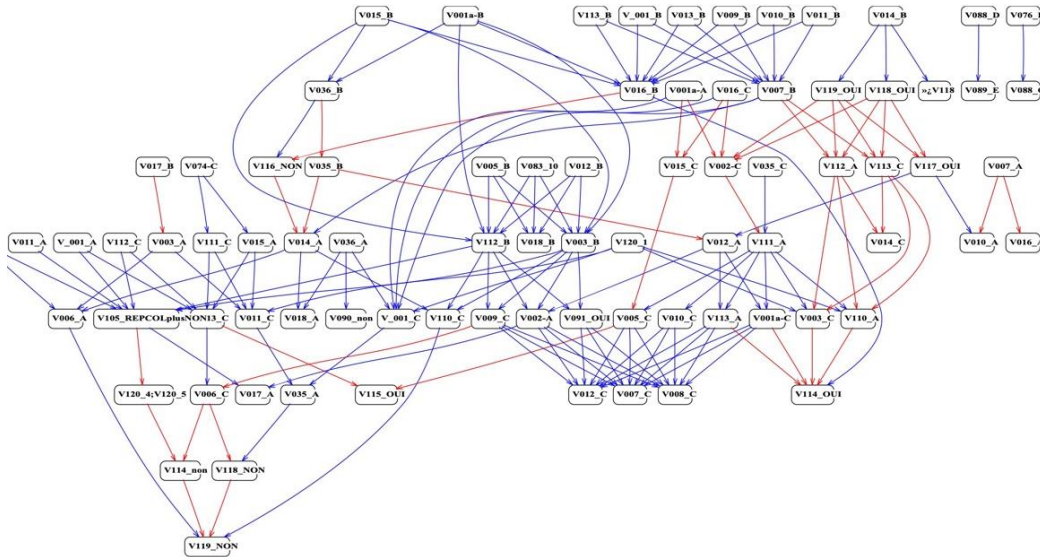 V015_B V001a-B V113_B V_001_B V013_B V009_B V010_B V011_B V014_B V088_D V076_B
V036_B V016_B V001a-A V016_C V007_B V119_OUI V118_OUI »¿V118 V089_E V088_
V017_B V074-C V116_NON V035_B V005_B V083_10 V012_B V015_C V002-C V035_C V112_A V113_C V117_OUI V007_A
V011_A V_001_A V112_C V003_A V111_C V015_A V014_A V036_A V112_B V018_B V003_B V120_1 V012_A V111_A V014_C V010_A V016_A
V006_A V105_REPCOLplusNON13_C V011_C V018_A V090_non V_001_C V110_C V009_C V002-A V091_OUI V005_C V010_C V113_A V001a-C V003_C V110_A
V120_4;V120_5 V006_C V017_A V035_A V115_OUI V012_C V007_C V008_C V114_OUI
V114_non V118_NON
V119_NON